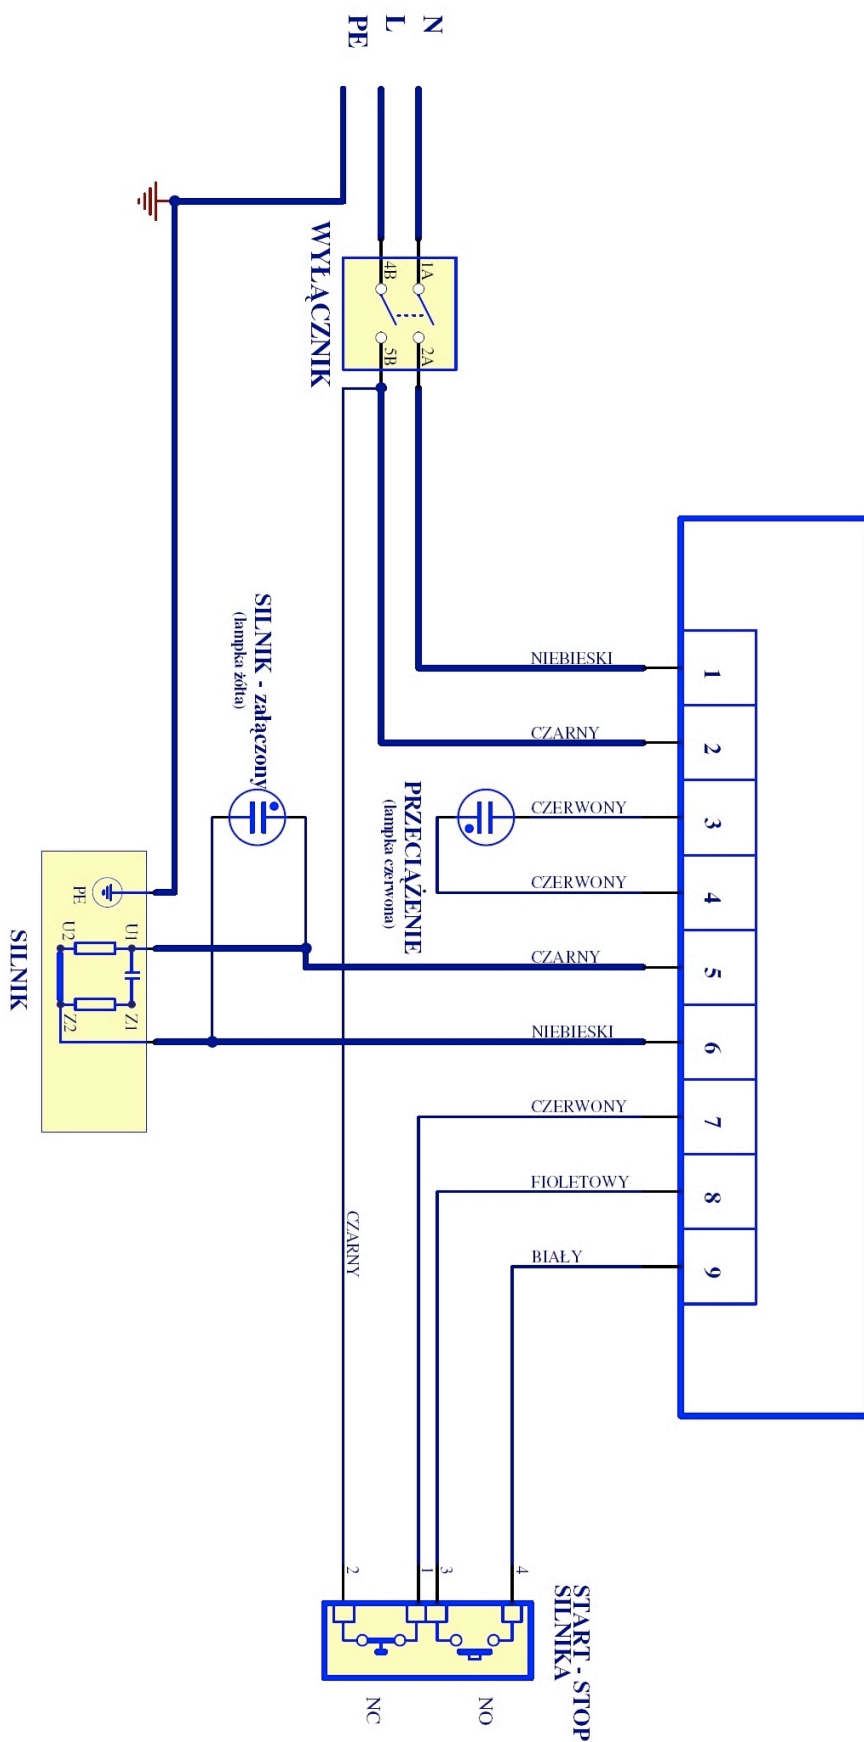 N
L
PE
WYŁĄCZNIK
1A
4B
2A
5B
SILNIK - załączony
(lampka żółta)
PRZECIĄŻENIE
(lampka czerwona)
NIEBIESKI
CZARNY
CZERWONY
CZERWONY
CZARNY
NIEBIESKI
CZERWONY
FIOLETOWY
BIAŁY
1
2
3
4
5
6
7
8
9
SILNIK
PE
U2
U1
Z2
Z1
CZARNY
2
1
3
4
START - STOP
SILNIKA
NC
NO